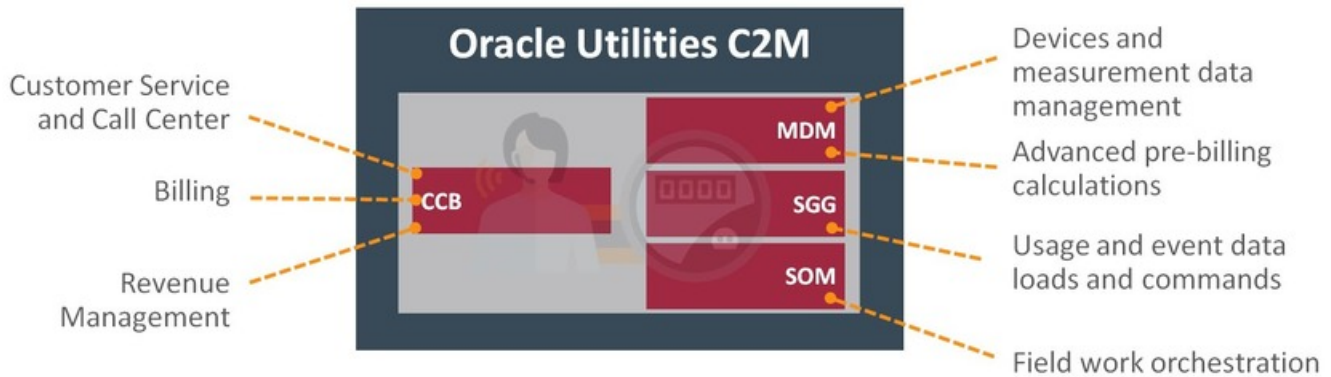 Oracle Utilities C2M
Customer Service
and Call Center
Billing
Revenue
Management
CCB
MDM
SGG
SOM
Devices and
measurement data
management
Advanced pre-billing
calculations
Usage and event data
loads and commands
Field work orchestration